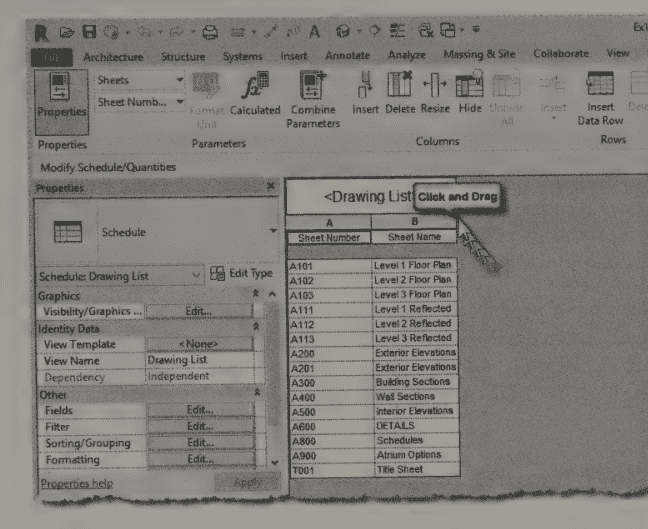 Architecture Structure Systems Insert Annotate Analyze Massing & Site Collaborate View
Sheets
Sheet Numb...
Properties
Format Unit
Calculated
Combine Parameters
Insert
Delete
Resize
Hide
Unhide All
Insert
Insert Data Row
Properties
Parameters
Columns
Rows
Modify Schedule/Quantities
Properties
Schedule
Schedule: Drawing List
Edit Type
Graphics
Visibility/Graphics ... Edit...
Identity Data
View Template <None>
View Name Drawing List
Dependency Independent
Other
Fields Edit...
Filter Edit...
Sorting/Grouping Edit...
Formatting Edit...
Properties help
Apply
<Drawing List
Click and Drag
A B
Sheet Number Sheet Name
A101 Level 1 Floor Plan
A102 Level 2 Floor Plan
A103 Level 3 Floor Plan
A111 Level 1 Reflected
A112 Level 2 Reflected
A113 Level 3 Reflected
A200 Exterior Elevations
A201 Exterior Elevations
A300 Building Sections
A400 Wall Sections
A500 Interior Elevations
A600 DETAILS
A800 Schedules
A900 Atrium Options
T001 Title Sheet